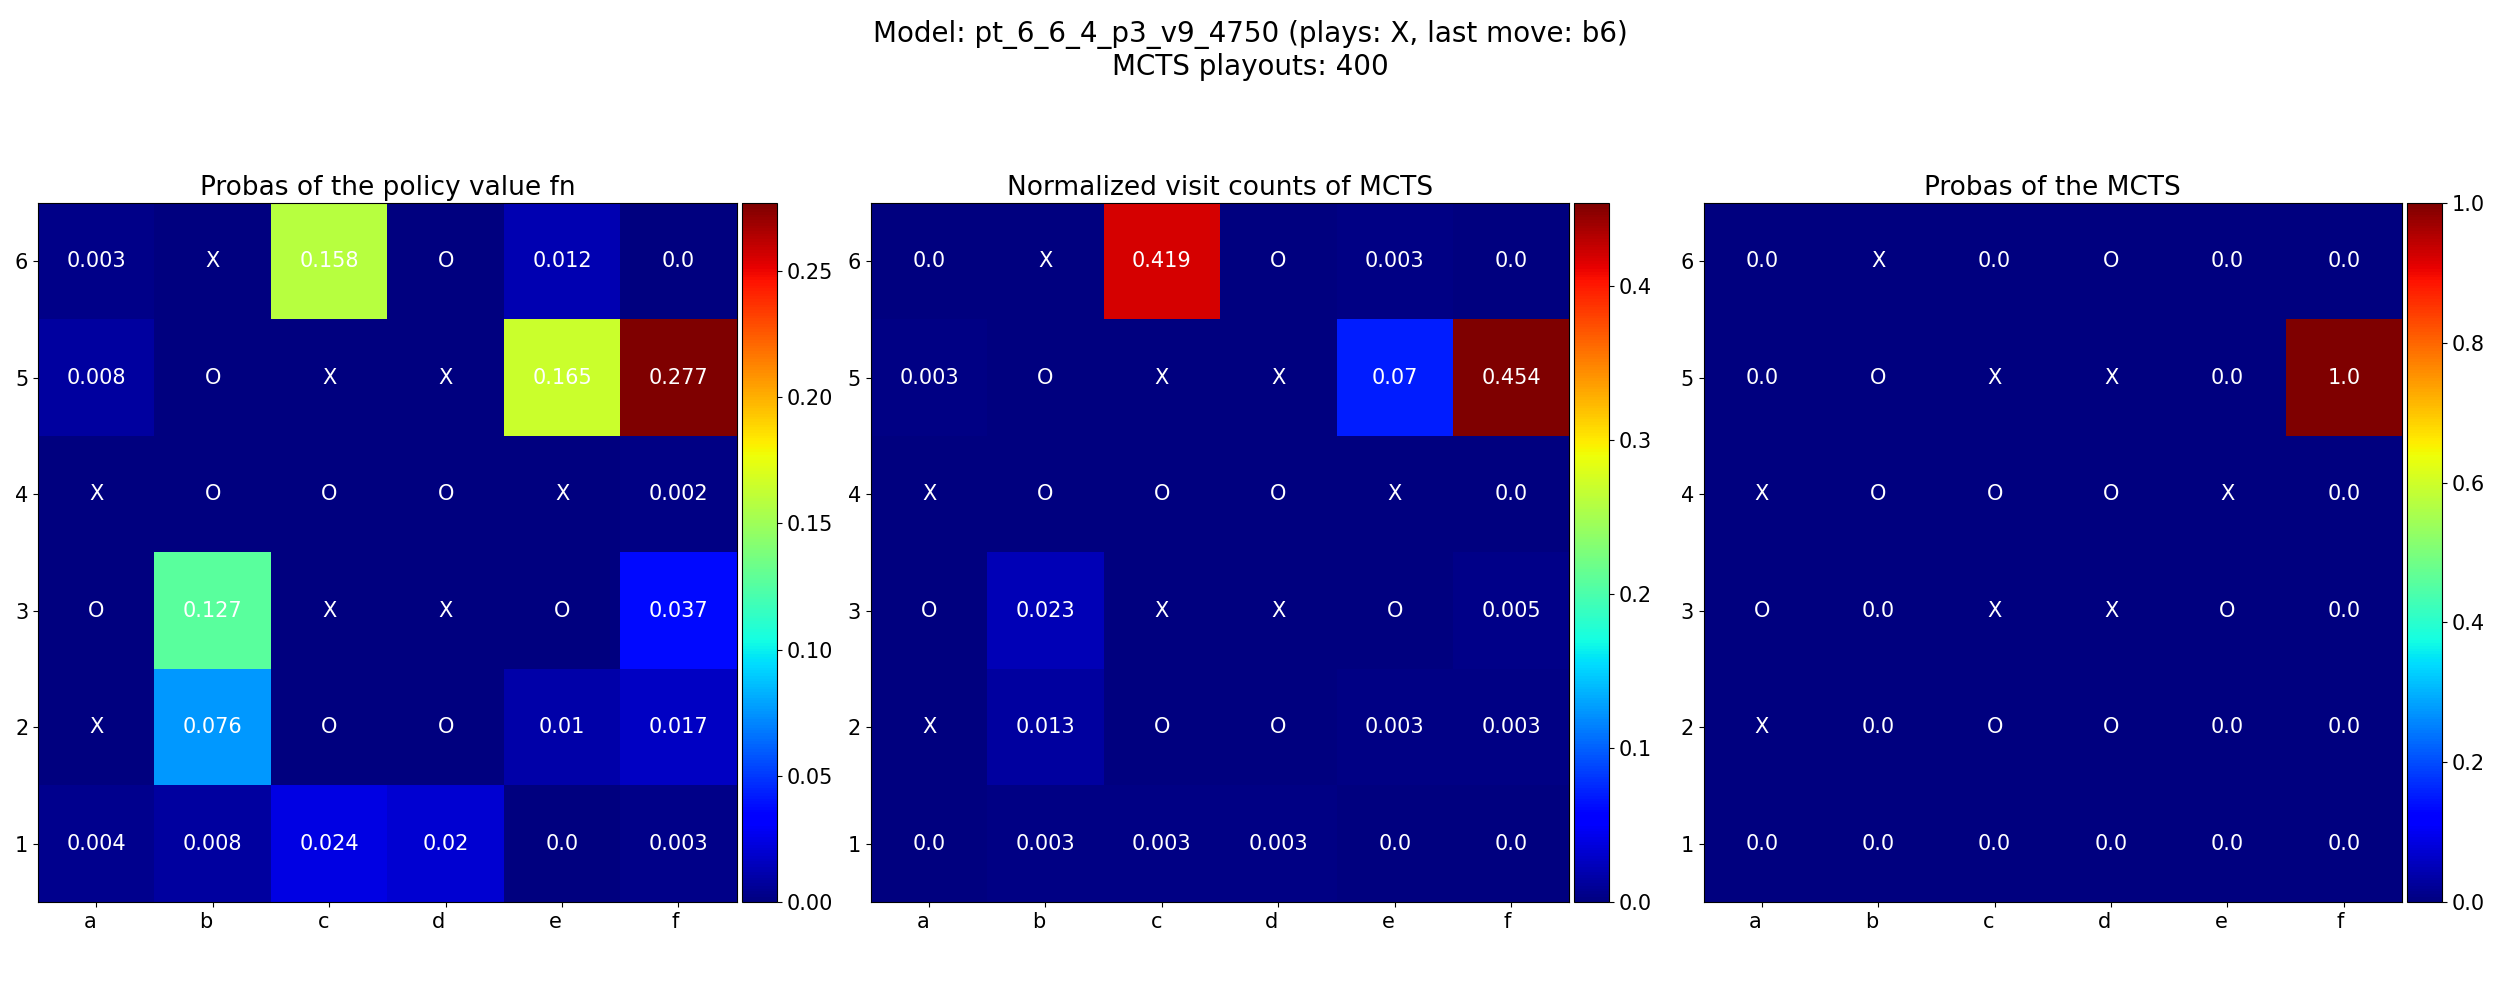 Model: pt_6_6_4_p3_v9_4750 (plays: X, last move: b6)
MCTS playouts: 400
Probas of the policy value fn
6 0.003 X 0.158 O 0.012 0.0
5 0.008 O X X 0.165 0.277
4 X O O O X 0.002
3 O 0.127 X X O 0.037
2 X 0.076 O O 0.01 0.017
1 0.004 0.008 0.024 0.02 0.0 0.003
a b c d e f
0.25
0.20
0.15
0.10
0.05
0.00
Normalized visit counts of MCTS
6 0.0 X 0.419 O 0.003 0.0
5 0.003 O X X 0.07 0.454
4 X O O O X 0.0
3 O 0.023 X X O 0.005
2 X 0.013 O O 0.003 0.003
1 0.0 0.003 0.003 0.003 0.0 0.0
a b c d e f
0.4
0.3
0.2
0.1
0.0
Probas of the MCTS
6 0.0 X 0.0 O 0.0 0.0
5 0.0 O X X 0.0 1.0
4 X O O O X 0.0
3 O 0.0 X X O 0.0
2 X 0.0 O O 0.0 0.0
1 0.0 0.0 0.0 0.0 0.0 0.0
a b c d e f
1.0
0.8
0.6
0.4
0.2
0.0